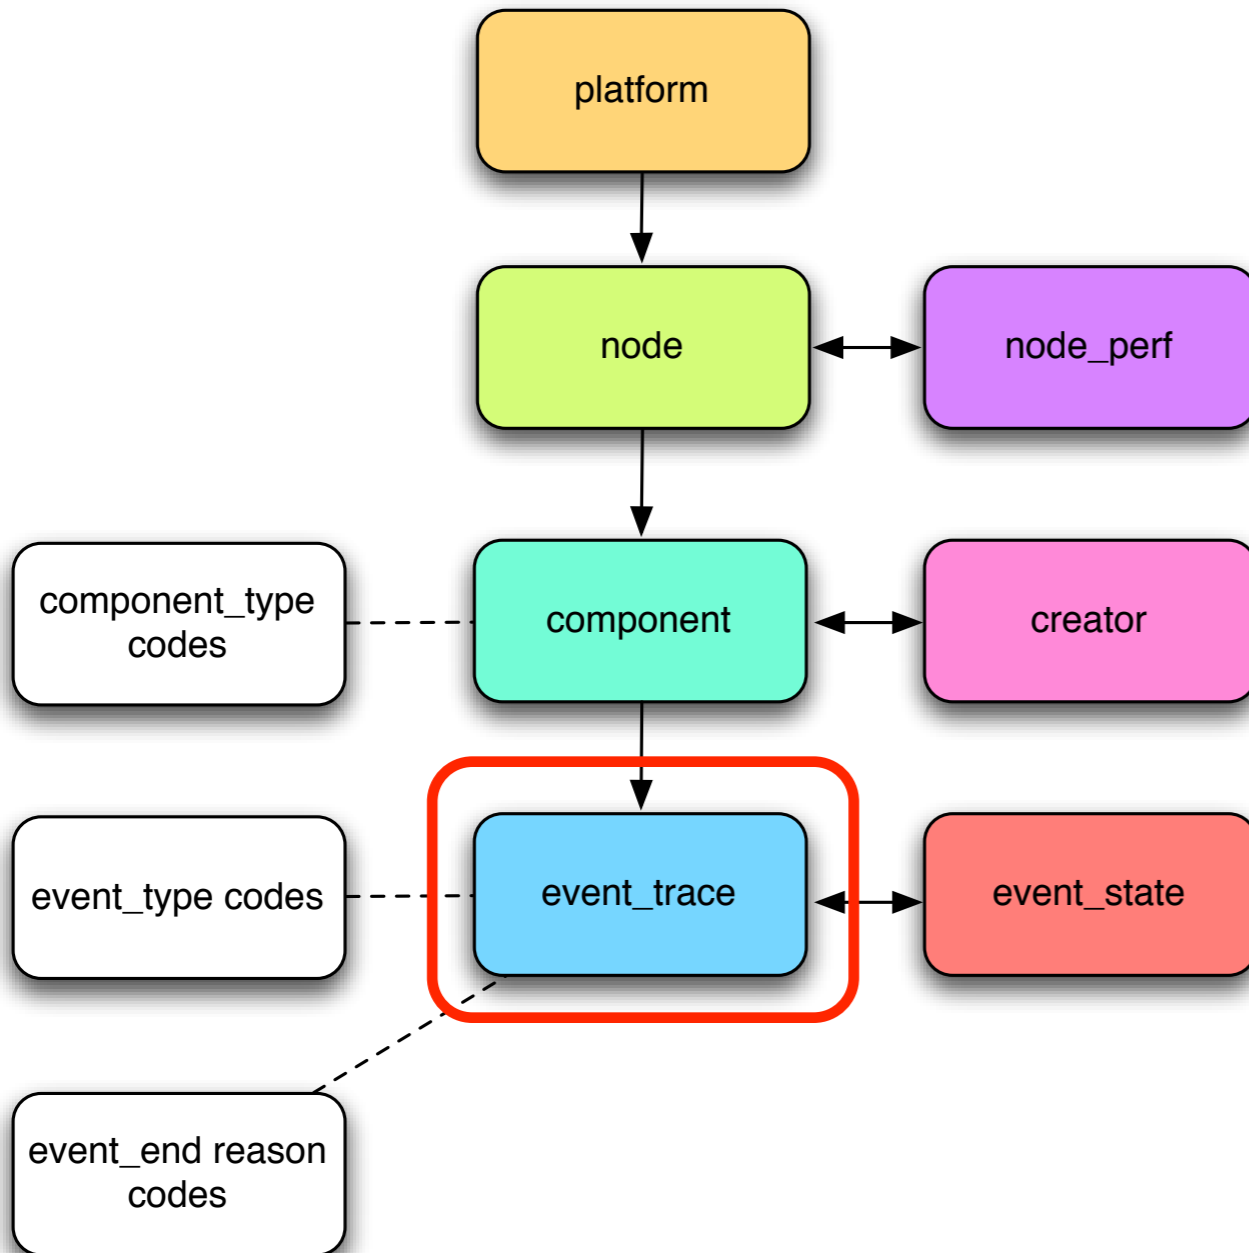 platform
node
node_perf
component_type
codes
component
creator
event_type codes
event_trace
event_state
event_end reason
codes